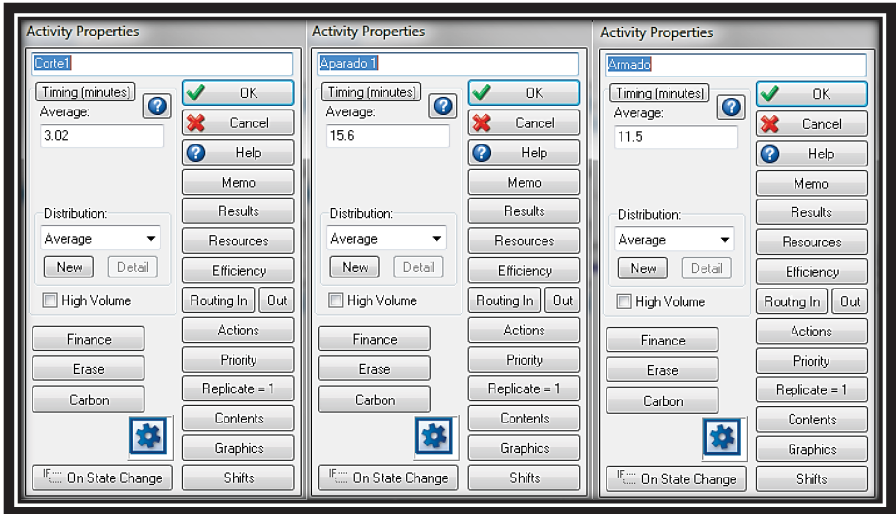 Activity Properties
Corte1
Timing (minutes)
Average:
3.02
Distribution:
Average
New
Detail
High Volume
Finance
Erase
Carbon
IF:::: On State Change
OK
Cancel
Help
Memo
Results
Resources
Efficiency
Routing In
Out
Actions
Priority
Replicate = 1
Contents
Graphics
Shifts
Activity Properties
Aparado 1
Timing (minutes)
Average:
15.6
Distribution:
Average
New
Detail
High Volume
Finance
Erase
Carbon
IF:::: On State Change
OK
Cancel
Help
Memo
Results
Resources
Efficiency
Routing In
Out
Actions
Priority
Replicate = 1
Contents
Graphics
Shifts
Activity Properties
Armado
Timing (minutes)
Average:
11.5
Distribution:
Average
New
Detail
High Volume
Finance
Erase
Carbon
IF:::: On State Change
OK
Cancel
Help
Memo
Results
Resources
Efficiency
Routing In
Out
Actions
Priority
Replicate = 1
Contents
Graphics
Shifts